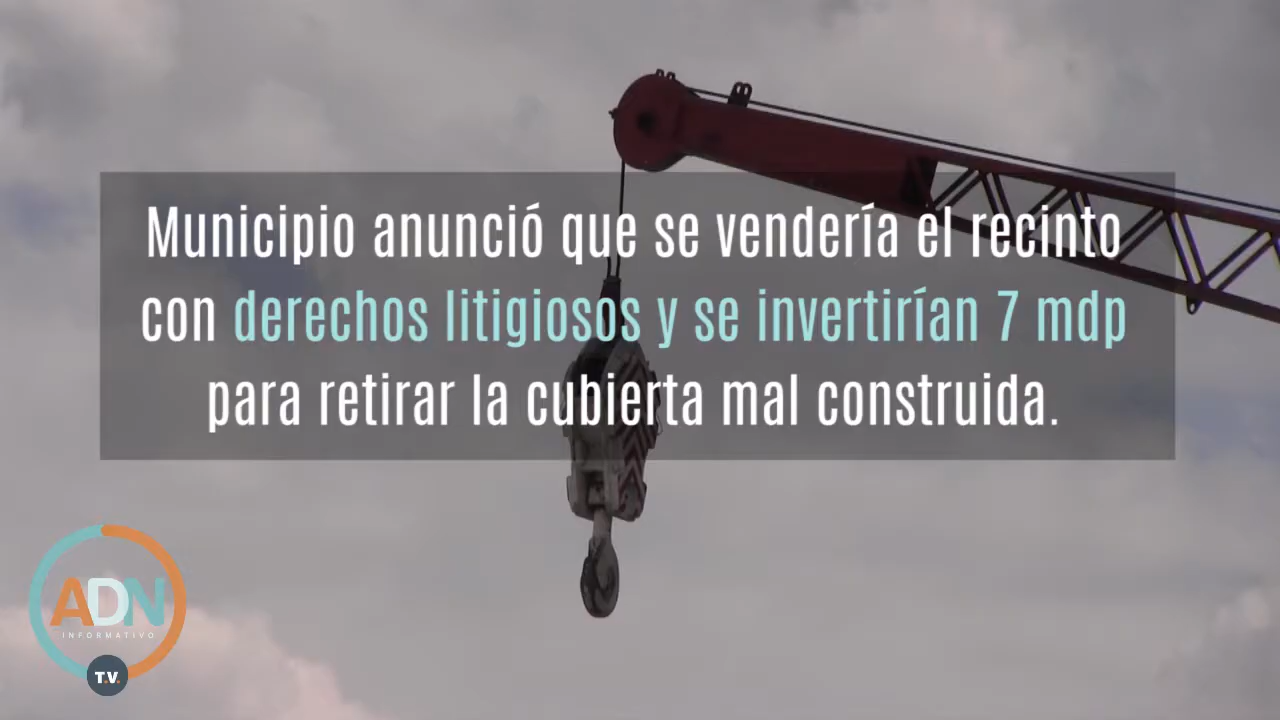 Municipio anunció que se vendería el recinto
con derechos litigiosos y se invertirían 7 mdp
para retirar la cubierta mal construida.
ADN
INFORMATIVO
T.V.